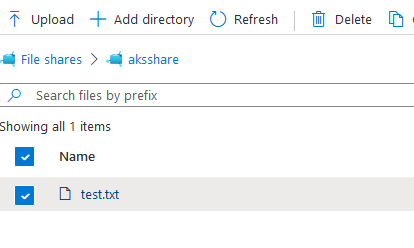 Upload Add directory Refresh Delete
File shares aksshare
Search files by prefix
Showing all 1 items
Name
test.txt